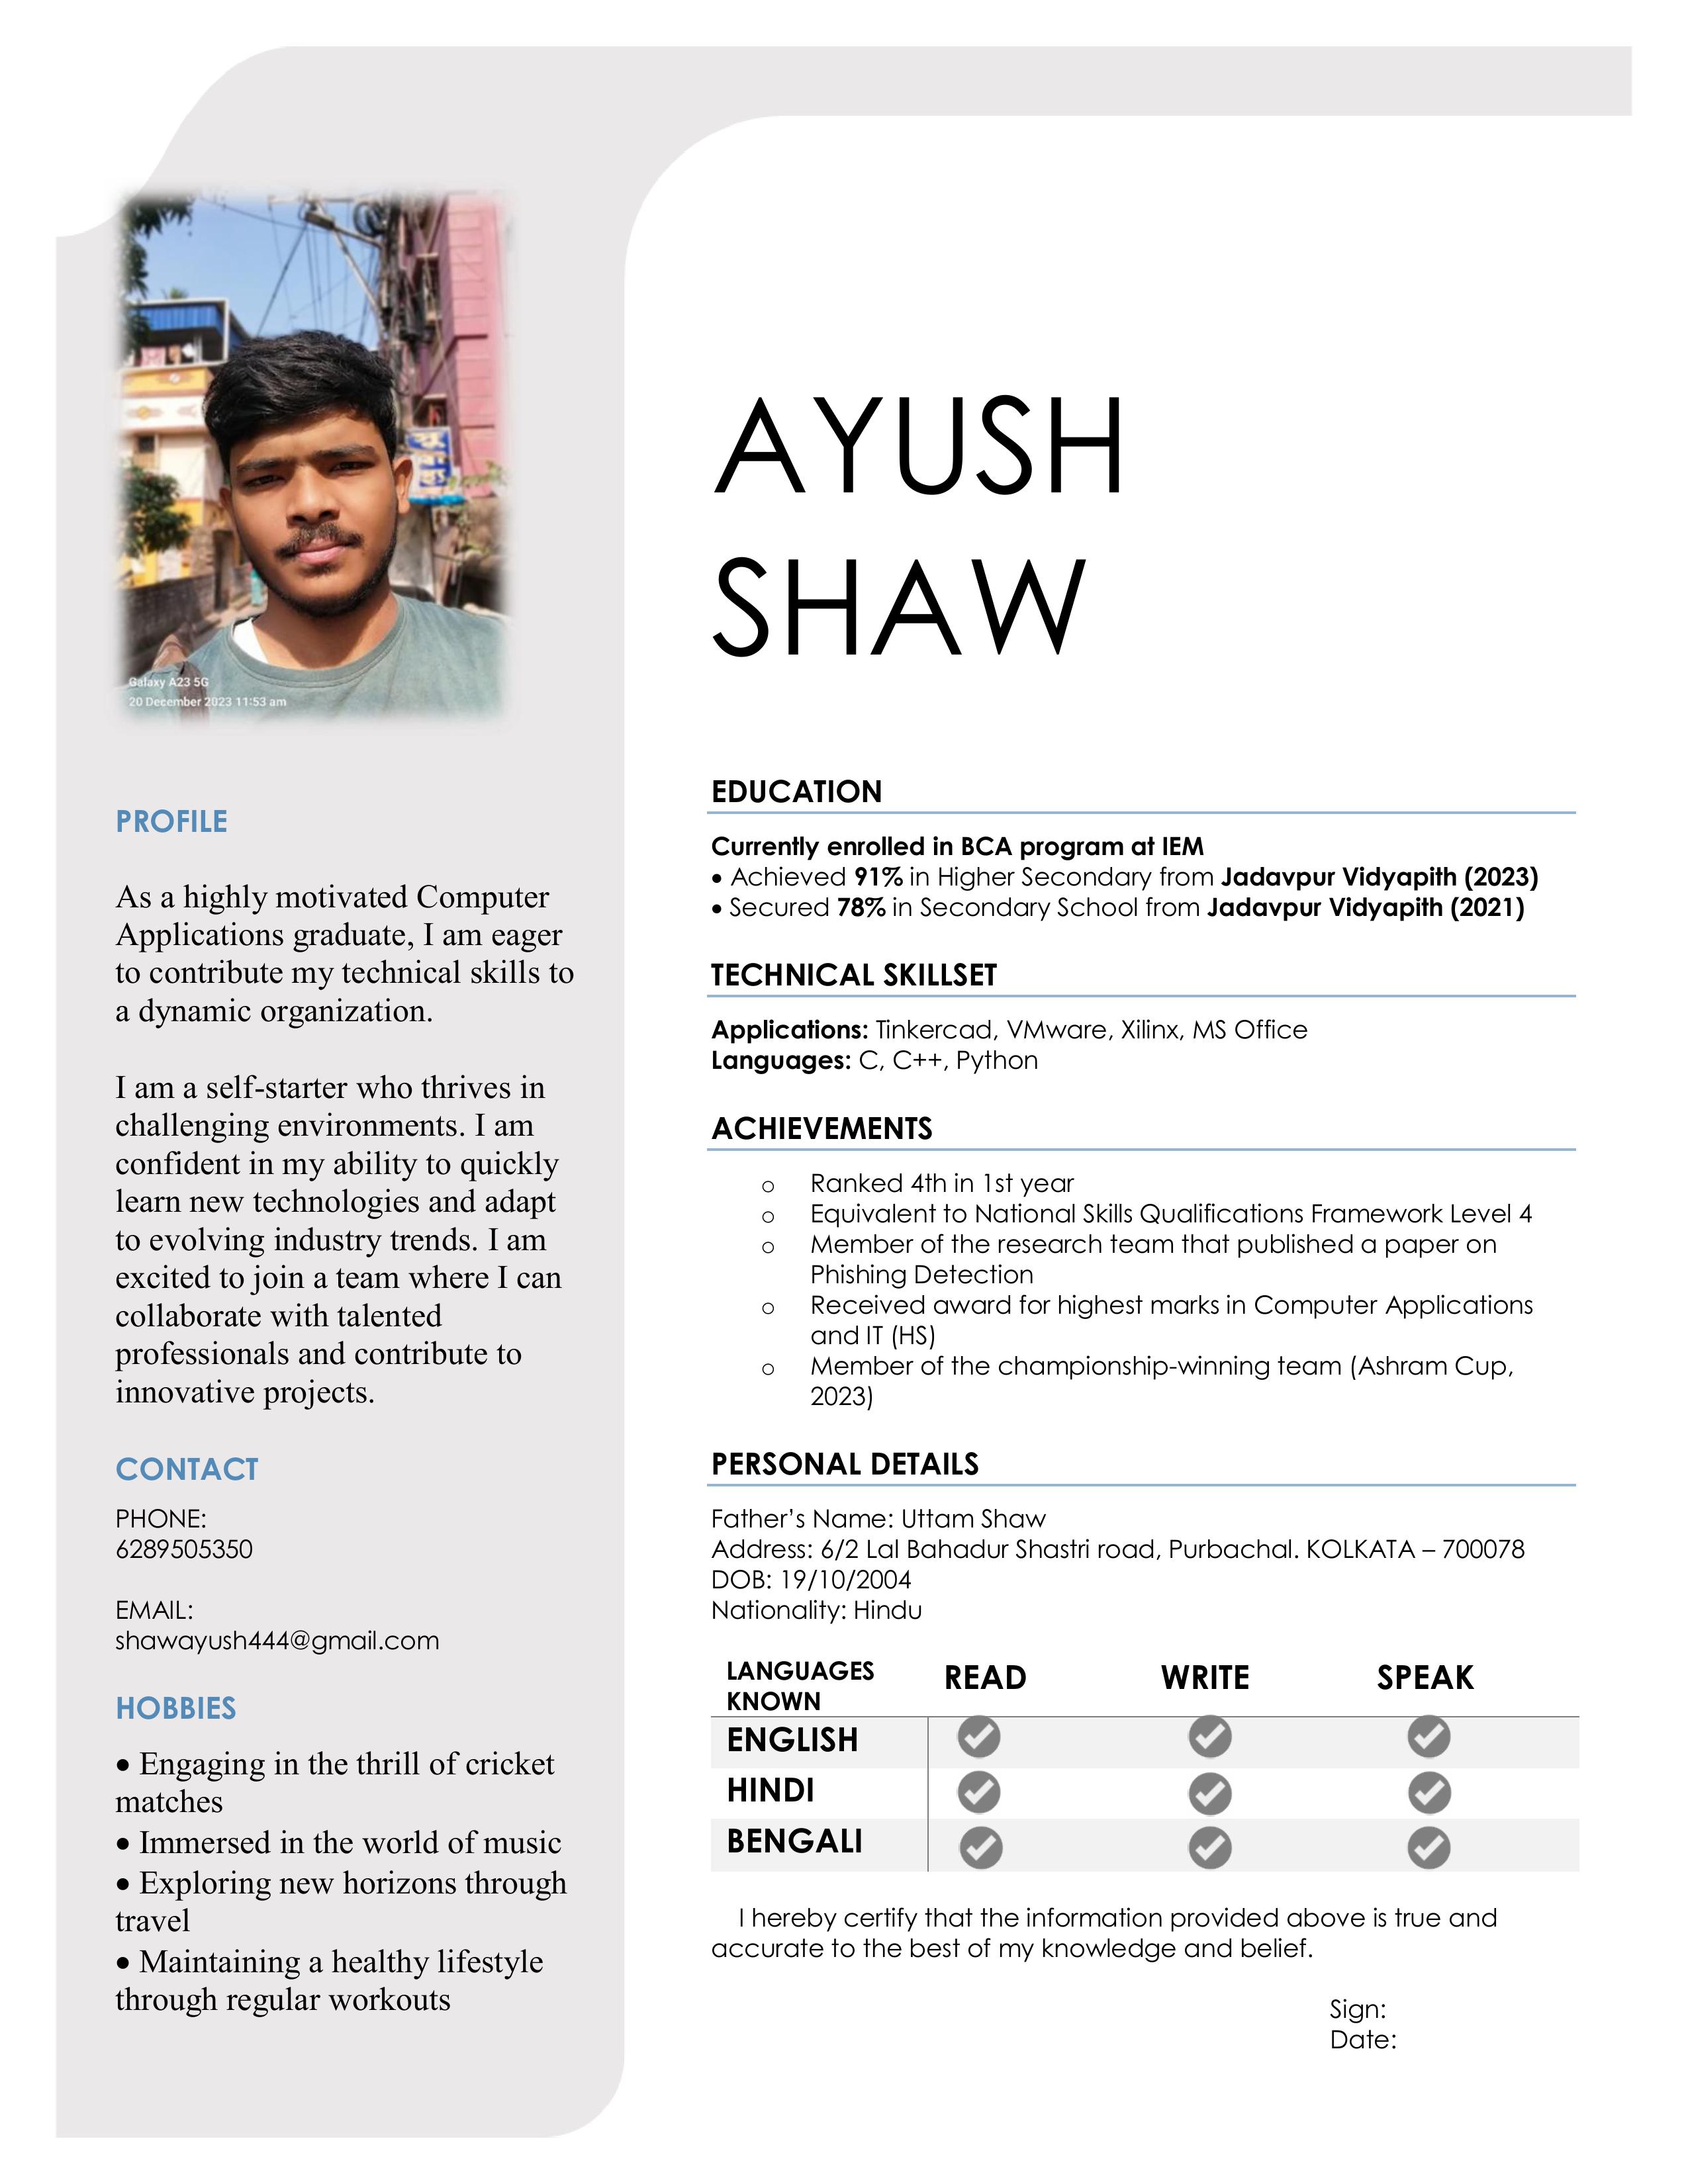 Galaxy A23 5G
20 December 2023 11:53 am
AYUSH
SHAW
PROFILE
As a highly motivated Computer
Applications graduate, I am eager
to contribute my technical skills to
a dynamic organization.
I am a self-starter who thrives in
challenging environments. I am
confident in my ability to quickly
learn new technologies and adapt
to evolving industry trends. I am
excited to join a team where I can
collaborate with talented
professionals and contribute to
innovative projects.
CONTACT
PHONE:
6289505350
EMAIL:
shawayush444@gmail.com
HOBBIES
• Engaging in the thrill of cricket
matches
• Immersed in the world of music
• Exploring new horizons through
travel
• Maintaining a healthy lifestyle
through regular workouts
EDUCATION
Currently enrolled in BCA program at IEM
• Achieved 91% in Higher Secondary from Jadavpur Vidyapith (2023)
• Secured 78% in Secondary School from Jadavpur Vidyapith (2021)
TECHNICAL SKILLSET
Applications: Tinkercad, VMware, Xilinx, MS Office
Languages: C, C++, Python
ACHIEVEMENTS
o Ranked 4th in 1st year
o Equivalent to National Skills Qualifications Framework Level 4
o Member of the research team that published a paper on
Phishing Detection
o Received award for highest marks in Computer Applications
and IT (HS)
o Member of the championship-winning team (Ashram Cup,
2023)
PERSONAL DETAILS
Father’s Name: Uttam Shaw
Address: 6/2 Lal Bahadur Shastri road, Purbachal. KOLKATA – 700078
DOB: 19/10/2004
Nationality: Hindu
LANGUAGES
KNOWN READ WRITE SPEAK
ENGLISH
HINDI
BENGALI
I hereby certify that the information provided above is true and
accurate to the best of my knowledge and belief.
Sign:
Date: